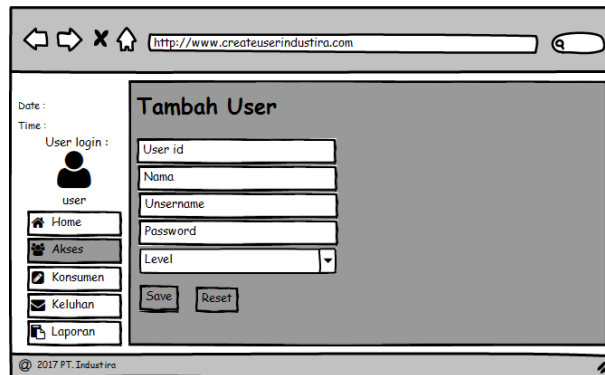 http://www.createuserindustira.com
Date :
Time :
User login :
user
Home
Akses
Konsumen
Keluhan
Laporan
Tambah User
User id
Nama
Unsername
Password
Level
Save
Reset
@ 2017 PT. Industira